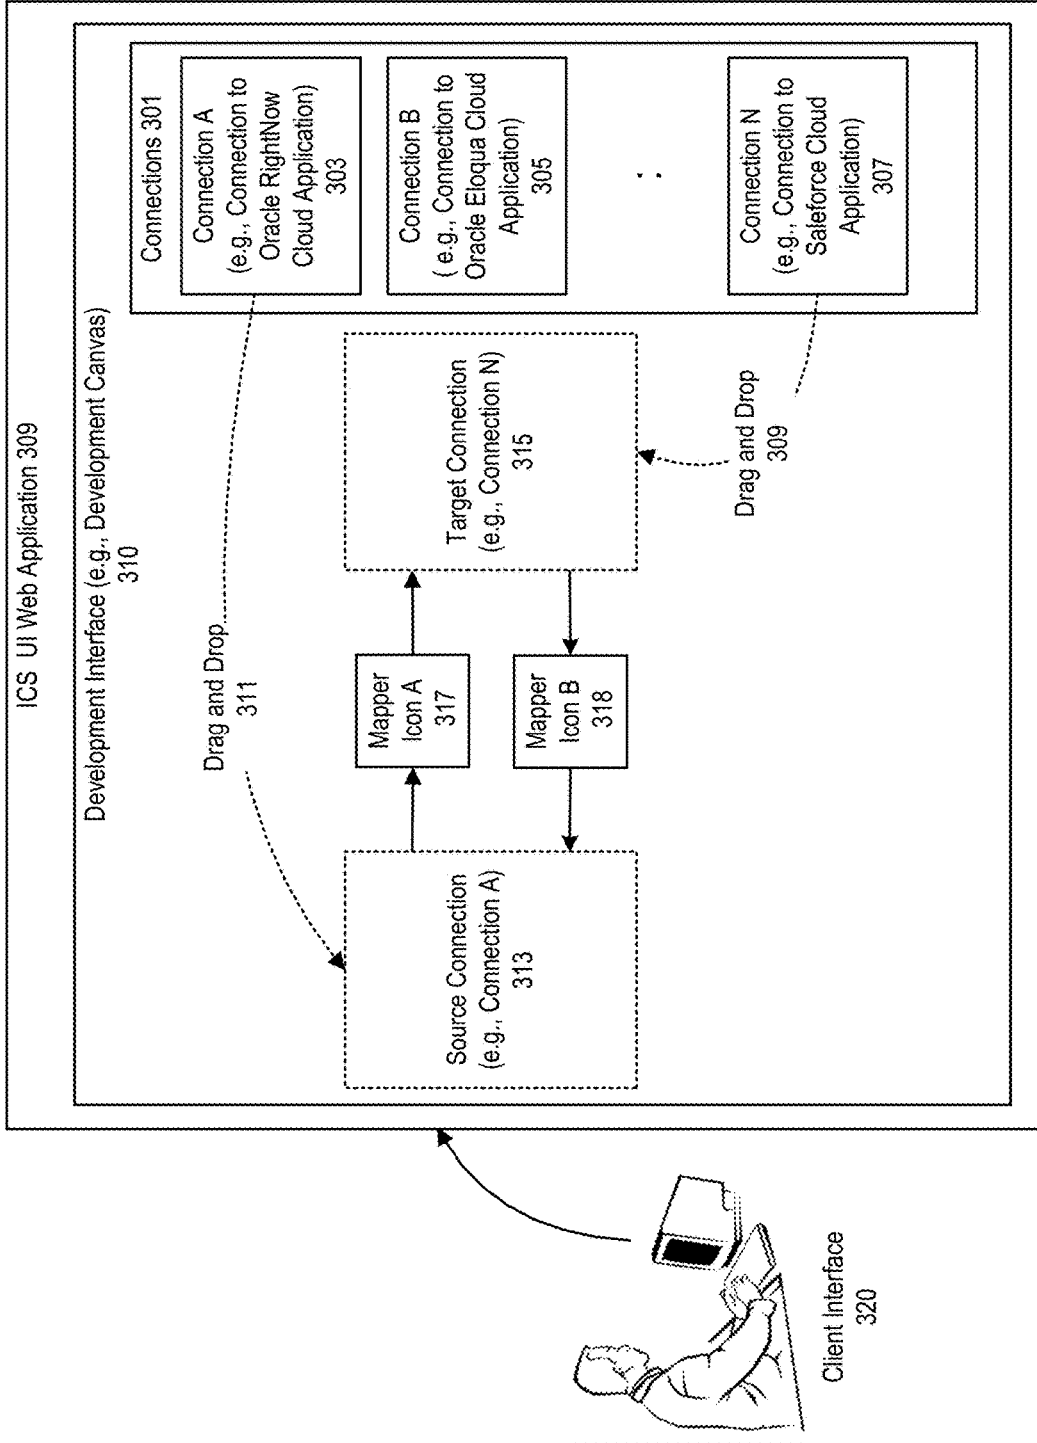 ICS UI Web Application 309
Development Interface (e.g., Development Canvas)
310
Connections 301
Connection A
(e.g., Connection to
Oracle RightNow
Cloud Application)
303
Connection B
( e.g., Connection to
Oracle Eloqua Cloud
Application)
305
Connection N
(e.g., Connection to
Saleforce Cloud
Application)
307
Drag and Drop
311
Source Connection
(e.g., Connection A)
313
Mapper
Icon A
317
Mapper
Icon B
318
Target Connection
(e.g., Connection N)
315
Drag and Drop
309
Client Interface
320